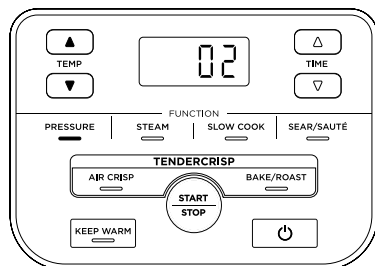 02
TEMP
TIME
FUNCTION
PRESSURE STEAM SLOW COOK SEAR/SAUTÉ
TENDERCRISP
AIR CRISP BAKE/ROAST
START
STOP
KEEP WARM